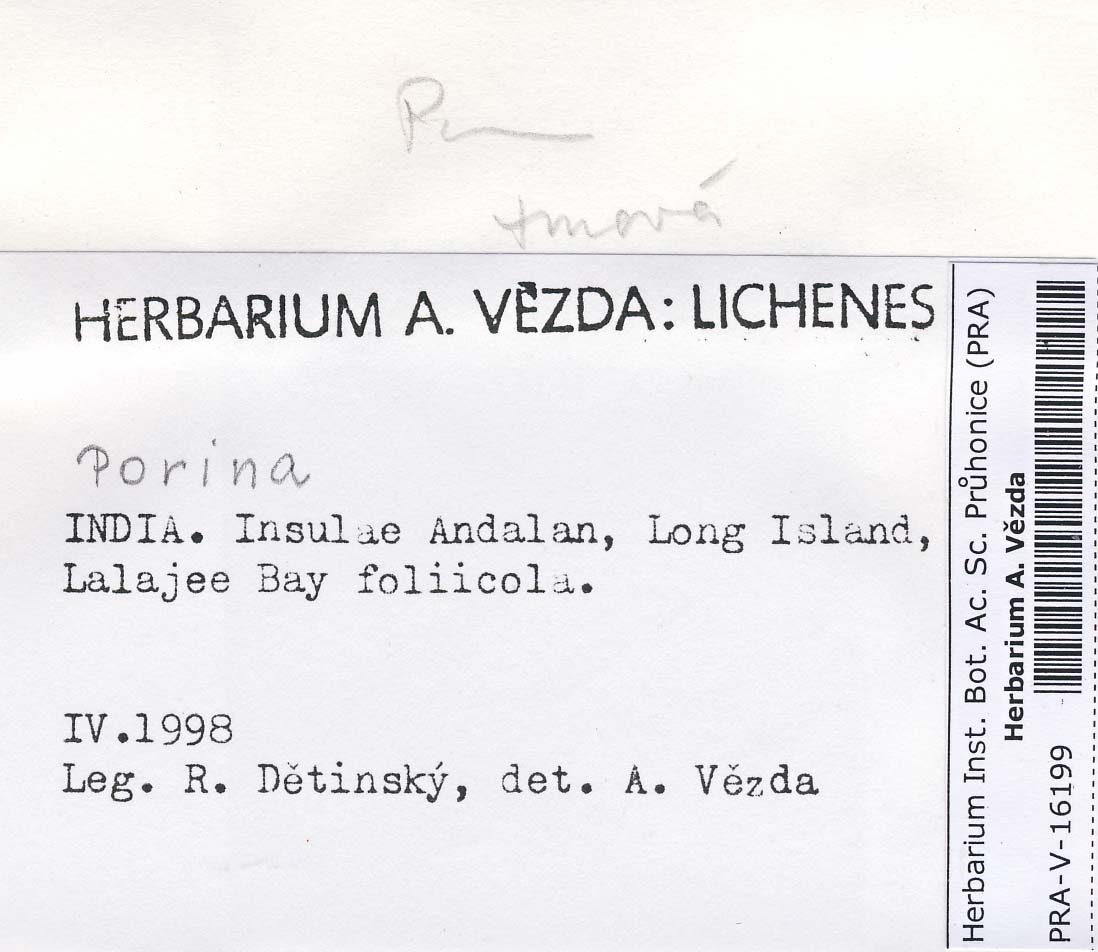 tmavá
HERBARIUM A. VĚZDA: LICHENES
Porina
INDIA. Insulae Andalan, Long Island,
Lalajee Bay foliicola.
IV.1998
Leg. R. Dětinský, det. A. Vězda
Herbarium Inst. Bot. Ac. Sc. Průhonice (PRA)
Herbarium A. Vězda
PRA-V-16199